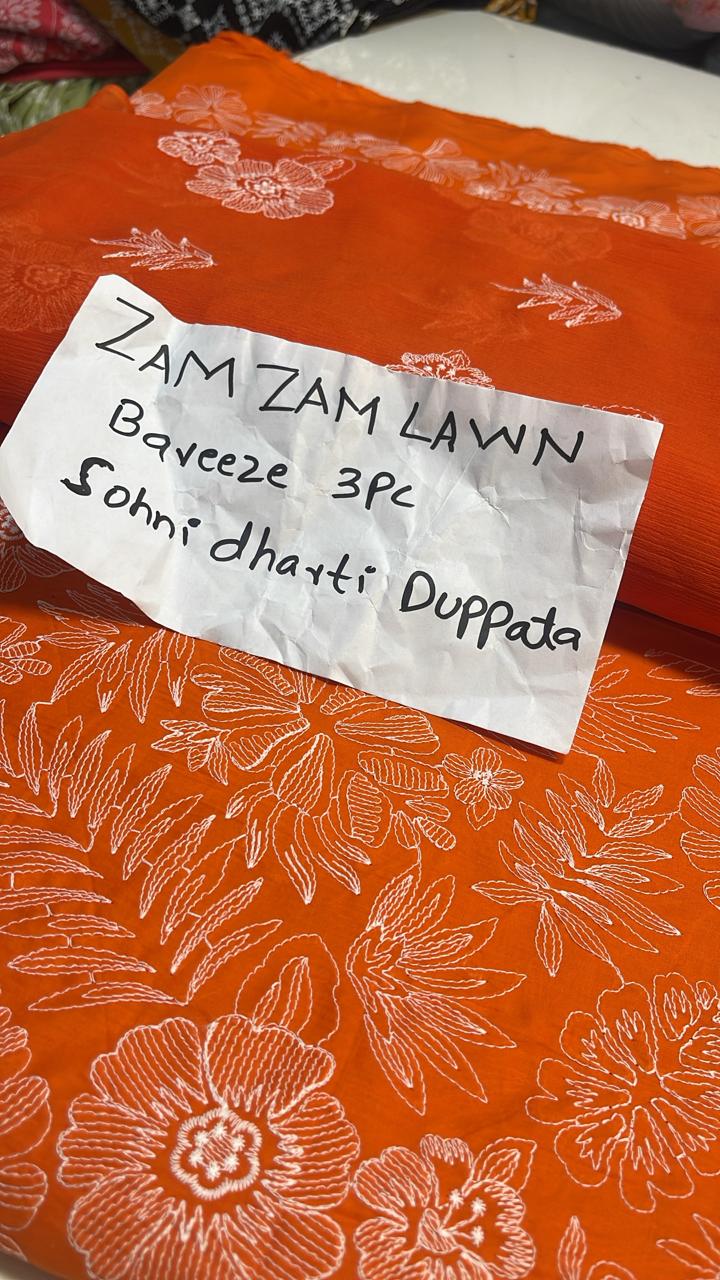 ZAM ZAM LAWN
Bareeze 3Pc
Sohni dharti Duppata